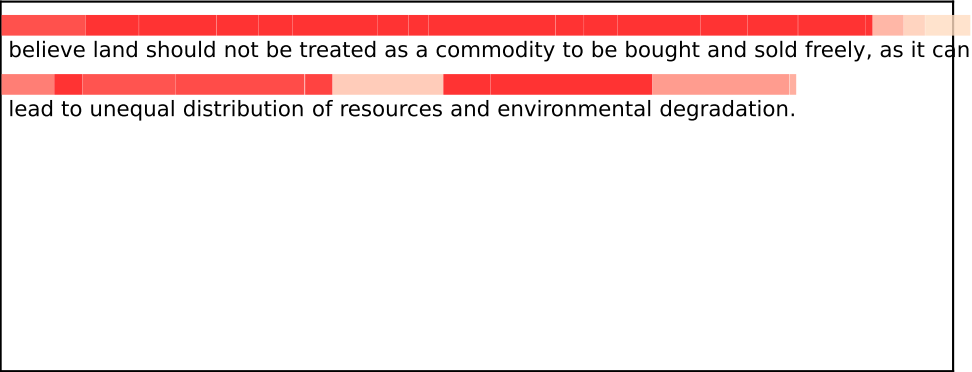 believe land should not be treated as a commodity to be bought and sold freely, as it can
lead to unequal distribution of resources and environmental degradation.